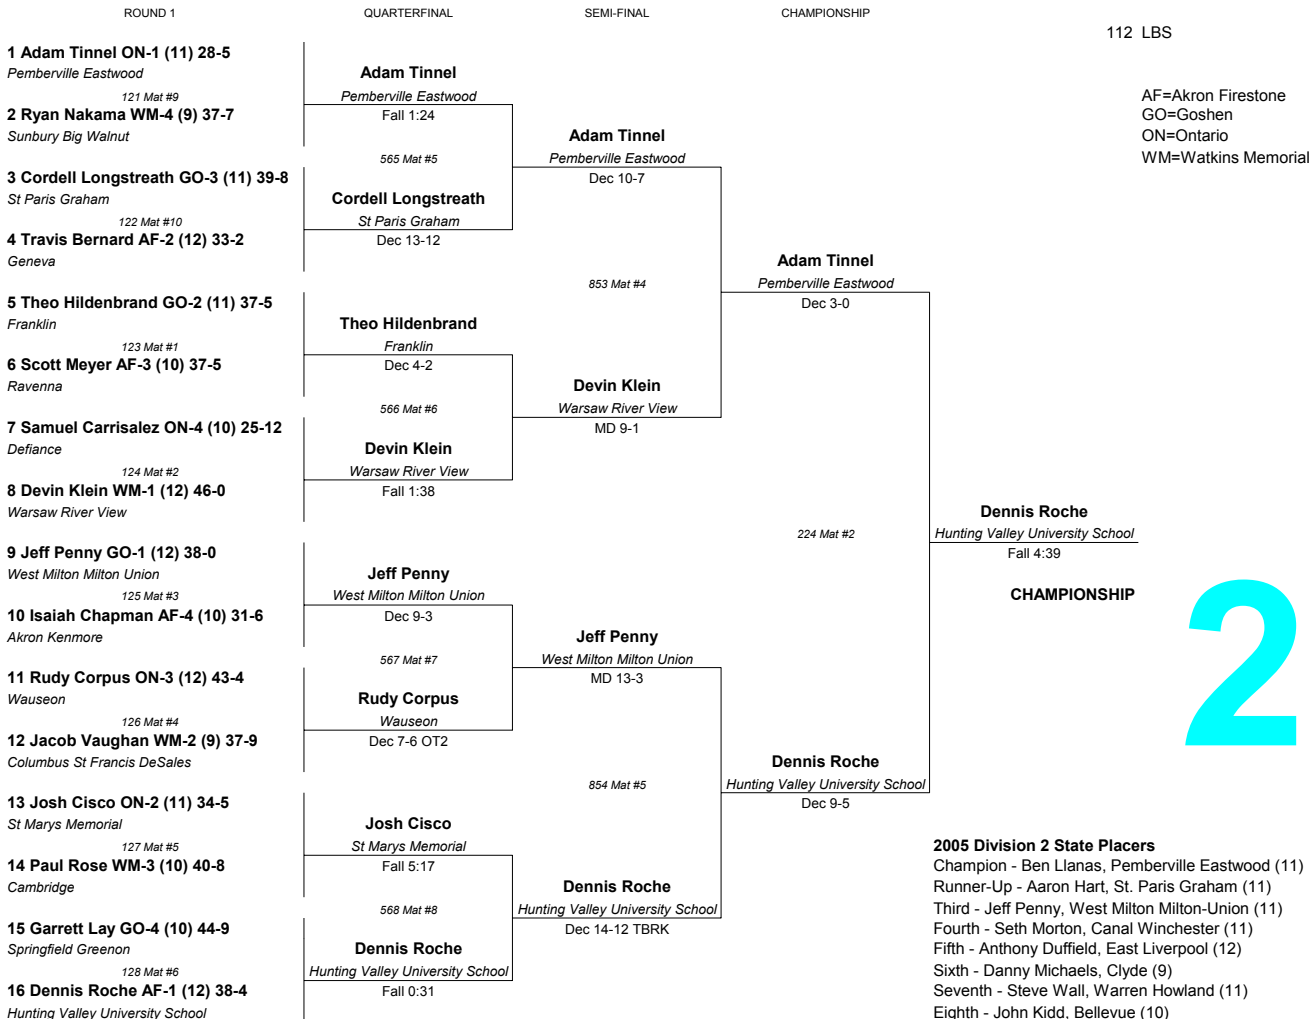 ROUND 1
QUARTERFINAL
SEMI-FINAL
CHAMPIONSHIP
112 LBS
AF=Akron Firestone
GO=Goshen
ON=Ontario
WM=Watkins Memorial
1 Adam Tinnel ON-1 (11) 28-5
Pemberville Eastwood
121 Mat #9
2 Ryan Nakama WM-4 (9) 37-7
Sunbury Big Walnut
3 Cordell Longstreath GO-3 (11) 39-8
St Paris Graham
122 Mat #10
4 Travis Bernard AF-2 (12) 33-2
Geneva
5 Theo Hildenbrand GO-2 (11) 37-5
Franklin
123 Mat #1
6 Scott Meyer AF-3 (10) 37-5
Ravenna
7 Samuel Carrisalez ON-4 (10) 25-12
Defiance
124 Mat #2
8 Devin Klein WM-1 (12) 46-0
Warsaw River View
9 Jeff Penny GO-1 (12) 38-0
West Milton Milton Union
125 Mat #3
10 Isaiah Chapman AF-4 (10) 31-6
Akron Kenmore
11 Rudy Corpus ON-3 (12) 43-4
Wauseon
126 Mat #4
12 Jacob Vaughan WM-2 (9) 37-9
Columbus St Francis DeSales
13 Josh Cisco ON-2 (11) 34-5
St Marys Memorial
127 Mat #5
14 Paul Rose WM-3 (10) 40-8
Cambridge
15 Garrett Lay GO-4 (10) 44-9
Springfield Greenon
128 Mat #6
16 Dennis Roche AF-1 (12) 38-4
Hunting Valley University School
Adam Tinnel
Pemberville Eastwood
Fall 1:24
565 Mat #5
Cordell Longstreath
St Paris Graham
Dec 13-12
Theo Hildenbrand
Franklin
Dec 4-2
566 Mat #6
Devin Klein
Warsaw River View
Fall 1:38
Jeff Penny
West Milton Milton Union
Dec 9-3
567 Mat #7
Rudy Corpus
Wauseon
Dec 7-6 OT2
Josh Cisco
St Marys Memorial
Fall 5:17
568 Mat #8
Dennis Roche
Hunting Valley University School
Fall 0:31
Adam Tinnel
Pemberville Eastwood
Dec 10-7
853 Mat #4
Devin Klein
Warsaw River View
MD 9-1
Jeff Penny
West Milton Milton Union
MD 13-3
854 Mat #5
Dennis Roche
Hunting Valley University School
Dec 14-12 TBRK
Adam Tinnel
Pemberville Eastwood
Dec 3-0
224 Mat #2
Dennis Roche
Hunting Valley University School
Dec 9-5
Dennis Roche
Hunting Valley University School
Fall 4:39
CHAMPIONSHIP
2
2005 Division 2 State Placers
Champion - Ben Llanas, Pemberville Eastwood (11)
Runner-Up - Aaron Hart, St. Paris Graham (11)
Third - Jeff Penny, West Milton Milton-Union (11)
Fourth - Seth Morton, Canal Winchester (11)
Fifth - Anthony Duffield, East Liverpool (12)
Sixth - Danny Michaels, Clyde (9)
Seventh - Steve Wall, Warren Howland (11)
Eighth - John Kidd, Bellevue (10)